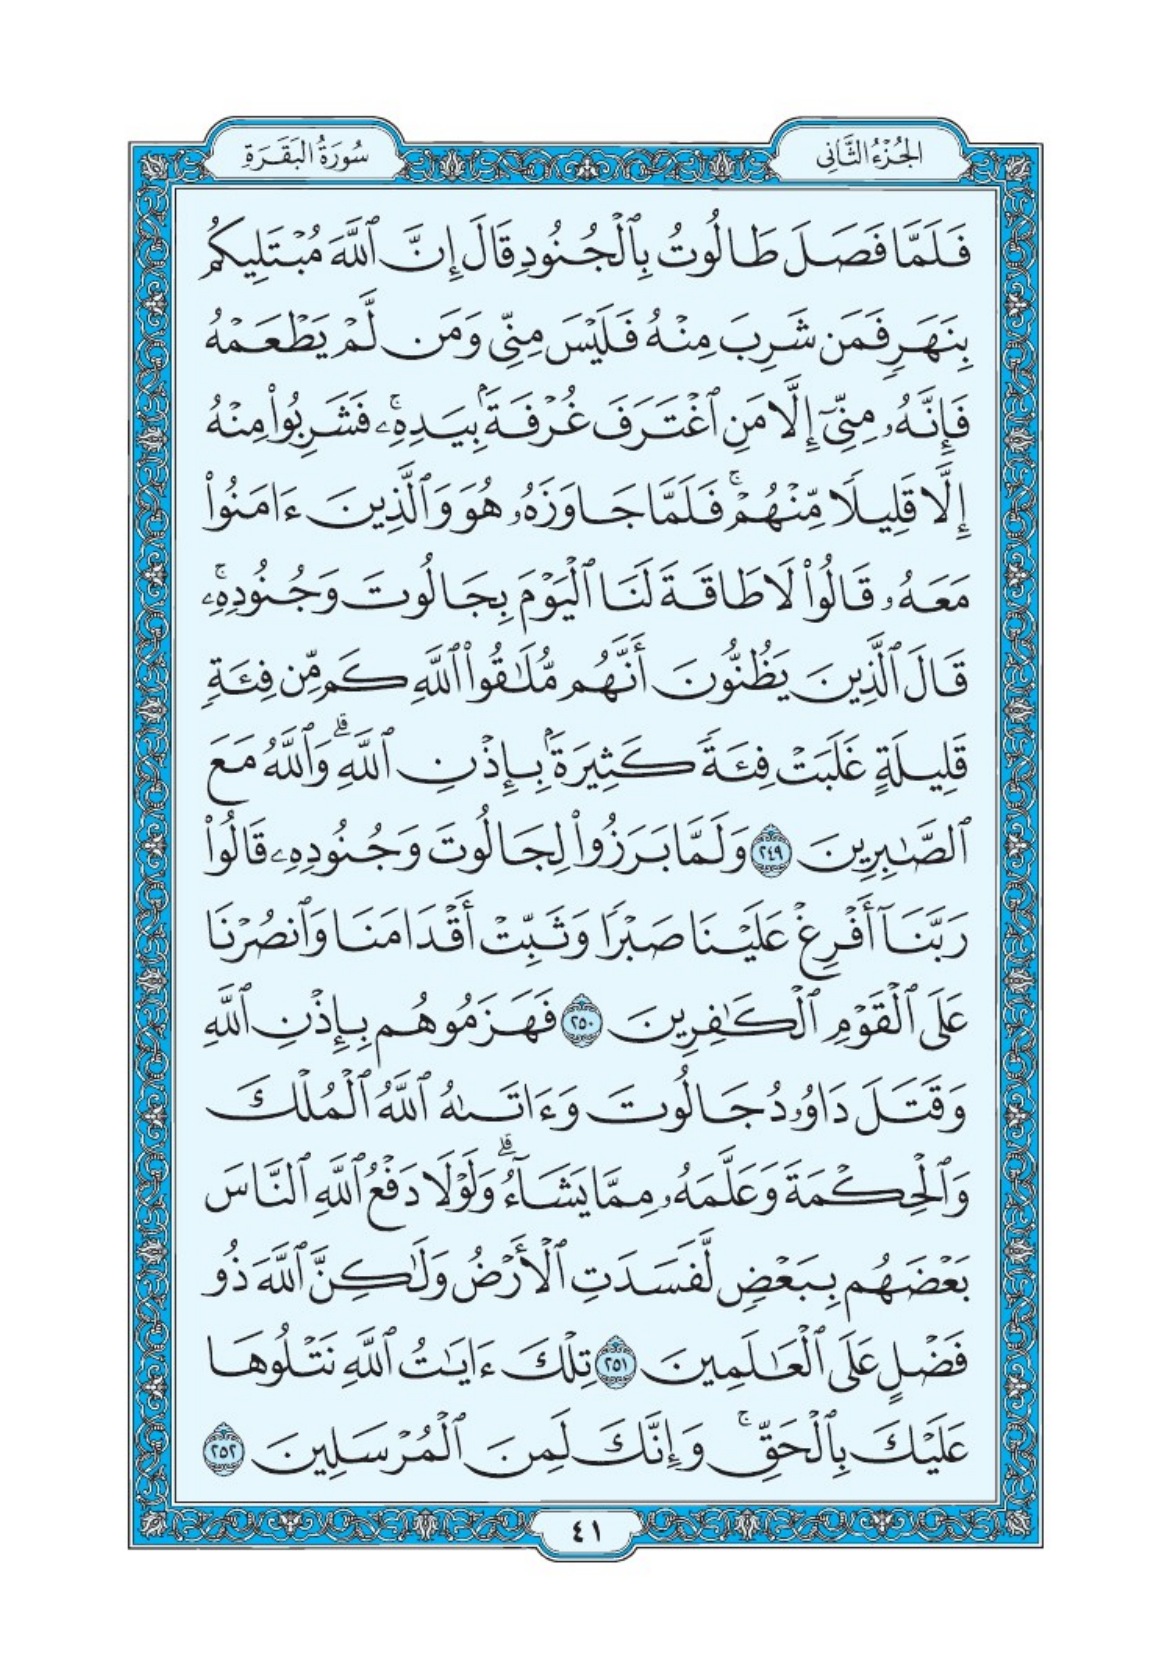 الجُزْءُ الثَّانِي
سُورَةُ البَقَرَةِ
فَلَمَّا فَصَلَ طَالُوتُ بِٱلْجُنُودِ قَالَ إِنَّ ٱللَّهَ مُبْتَلِيكُم
بِنَهَرٍ فَمَن شَرِبَ مِنْهُ فَلَيْسَ مِنِّى وَمَن لَّمْ يَطْعَمْهُ
فَإِنَّهُۥ مِنِّىٓ إِلَّا مَنِ ٱغْتَرَفَ غُرْفَةًۢ بِيَدِهِۦۚ فَشَرِبُوا۟ مِنْهُ
إِلَّا قَلِيلًا مِّنْهُمْۚ فَلَمَّا جَاوَزَهُۥ هُوَ وَٱلَّذِينَ ءَامَنُوا۟
مَعَهُۥ قَالُوا۟ لَا طَاقَةَ لَنَا ٱلْيَوْمَ بِجَالُوتَ وَجُنُودِهِۦۚ
قَالَ ٱلَّذِينَ يَظُنُّونَ أَنَّهُم مُّلَٰقُوا۟ ٱللَّهِ كَم مِّن فِئَةٍ
قَلِيلَةٍ غَلَبَتْ فِئَةً كَثِيرَةًۢ بِإِذْنِ ٱللَّهِۗ وَٱللَّهُ مَعَ
ٱلصَّٰبِرِينَ ٢٤٩ وَلَمَّا بَرَزُوا۟ لِجَالُوتَ وَجُنُودِهِۦ قَالُوا۟
رَبَّنَآ أَفْرِغْ عَلَيْنَا صَبْرًا وَثَبِّتْ أَقْدَامَنَا وَٱنصُرْنَا
عَلَى ٱلْقَوْمِ ٱلْكَٰفِرِينَ ٢٥٠ فَهَزَمُوهُم بِإِذْنِ ٱللَّهِ
وَقَتَلَ دَاوُۥدُ جَالُوتَ وَءَاتَىٰهُ ٱللَّهُ ٱلْمُلْكَ
وَٱلْحِكْمَةَ وَعَلَّمَهُۥ مِمَّا يَشَآءُۗ وَلَوْلَا دَفْعُ ٱللَّهِ ٱلنَّاسَ
بَعْضَهُم بِبَعْضٍ لَّفَسَدَتِ ٱلْأَرْضُ وَلَٰكِنَّ ٱللَّهَ ذُو
فَضْلٍ عَلَى ٱلْعَٰلَمِينَ ٢٥١ تِلْكَ ءَايَٰتُ ٱللَّهِ نَتْلُوهَا
عَلَيْكَ بِٱلْحَقِّۚ وَإِنَّكَ لَمِنَ ٱلْمُرْسَلِينَ ٢٥٢
٤١